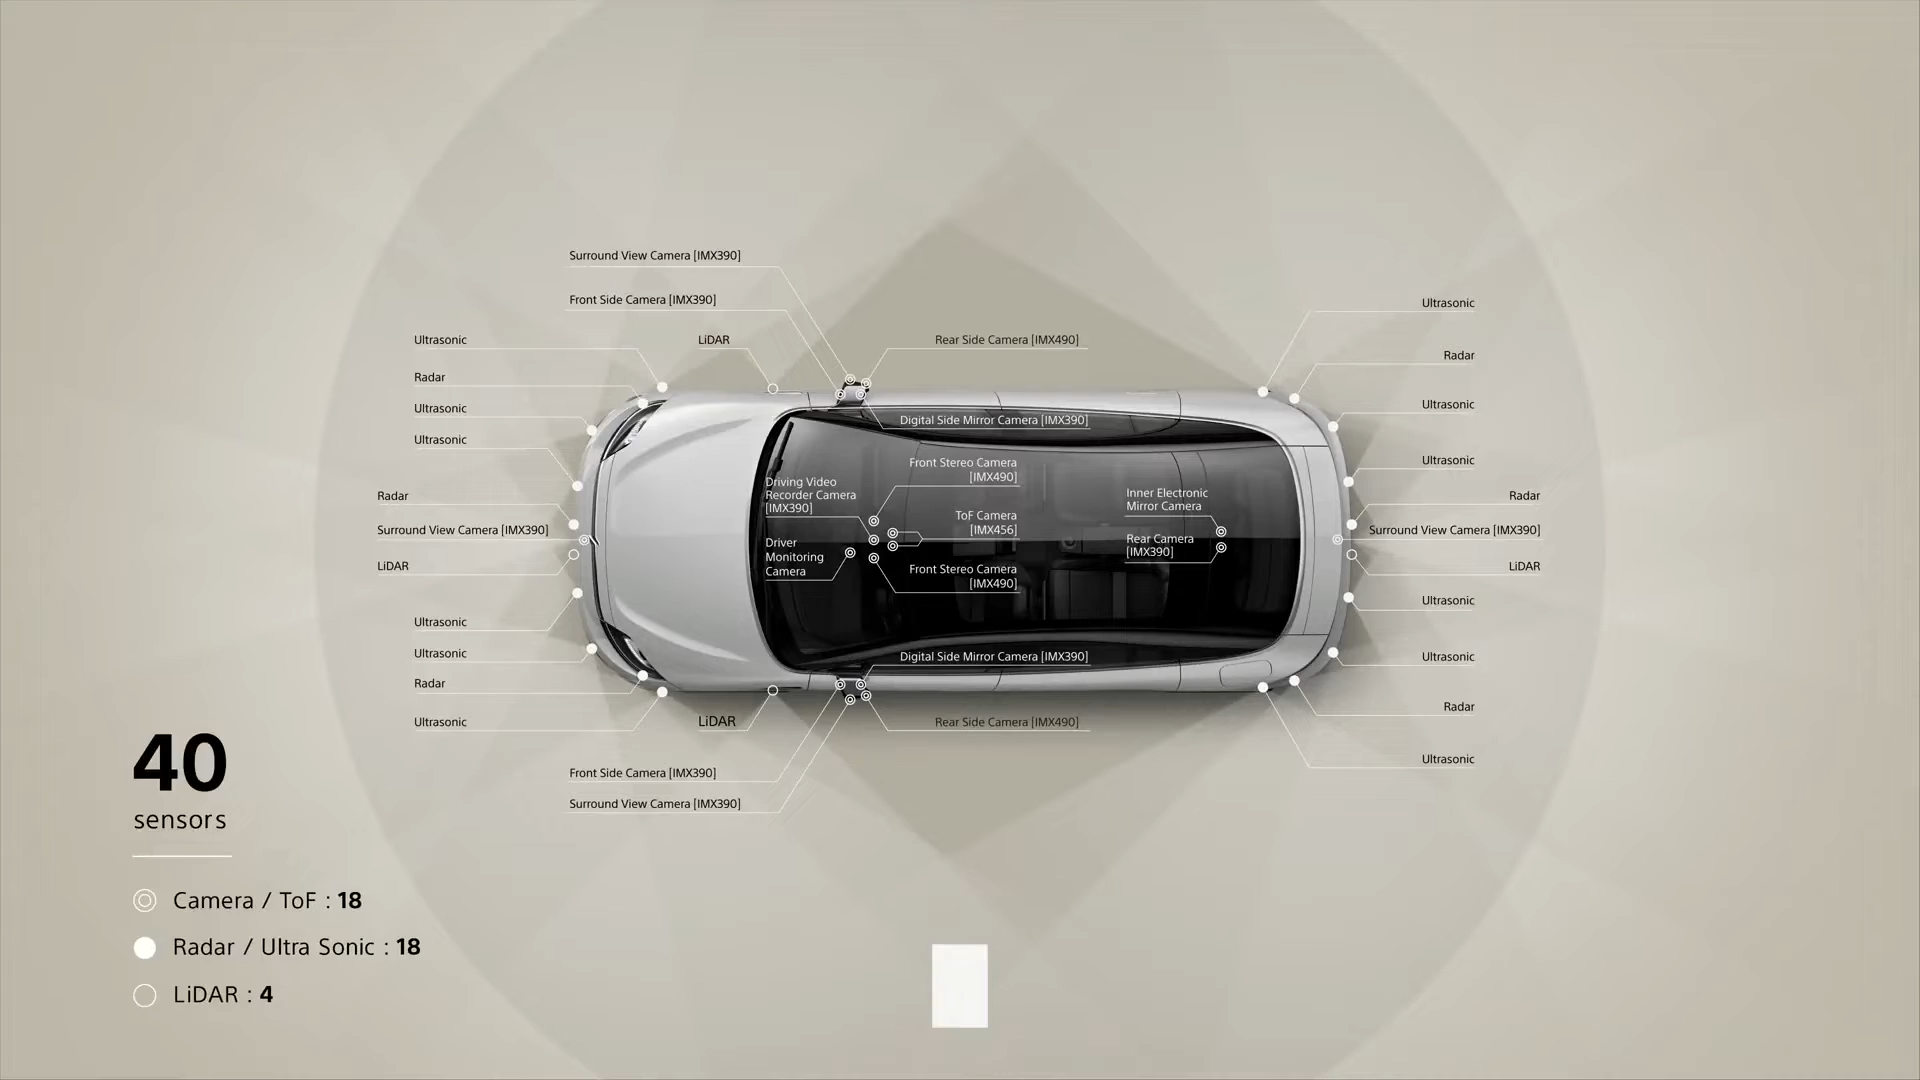 Surround View Camera [IMX390]
Front Side Camera [IMX390]
Ultrasonic
Ultrasonic
LiDAR
Rear Side Camera [IMX490]
Radar
Radar
Ultrasonic
Ultrasonic
Digital Side Mirror Camera [IMX390]
Ultrasonic
Front Stereo Camera
[IMX490]
Ultrasonic
Driving Video
Recorder Camera
[IMX390]
Inner Electronic
Mirror Camera
Radar
Radar
ToF Camera
[IMX456]
Surround View Camera [IMX390]
Surround View Camera [IMX390]
Driver
Monitoring
Camera
Rear Camera
[IMX390]
LiDAR
Front Stereo Camera
[IMX490]
LiDAR
Ultrasonic
Ultrasonic
Ultrasonic
Digital Side Mirror Camera [IMX390]
Ultrasonic
Radar
Radar
Ultrasonic
LiDAR
Rear Side Camera [IMX490]
Ultrasonic
Front Side Camera [IMX390]
Surround View Camera [IMX390]
40
sensors
Camera / ToF : 18
Radar / Ultra Sonic : 18
LiDAR : 4